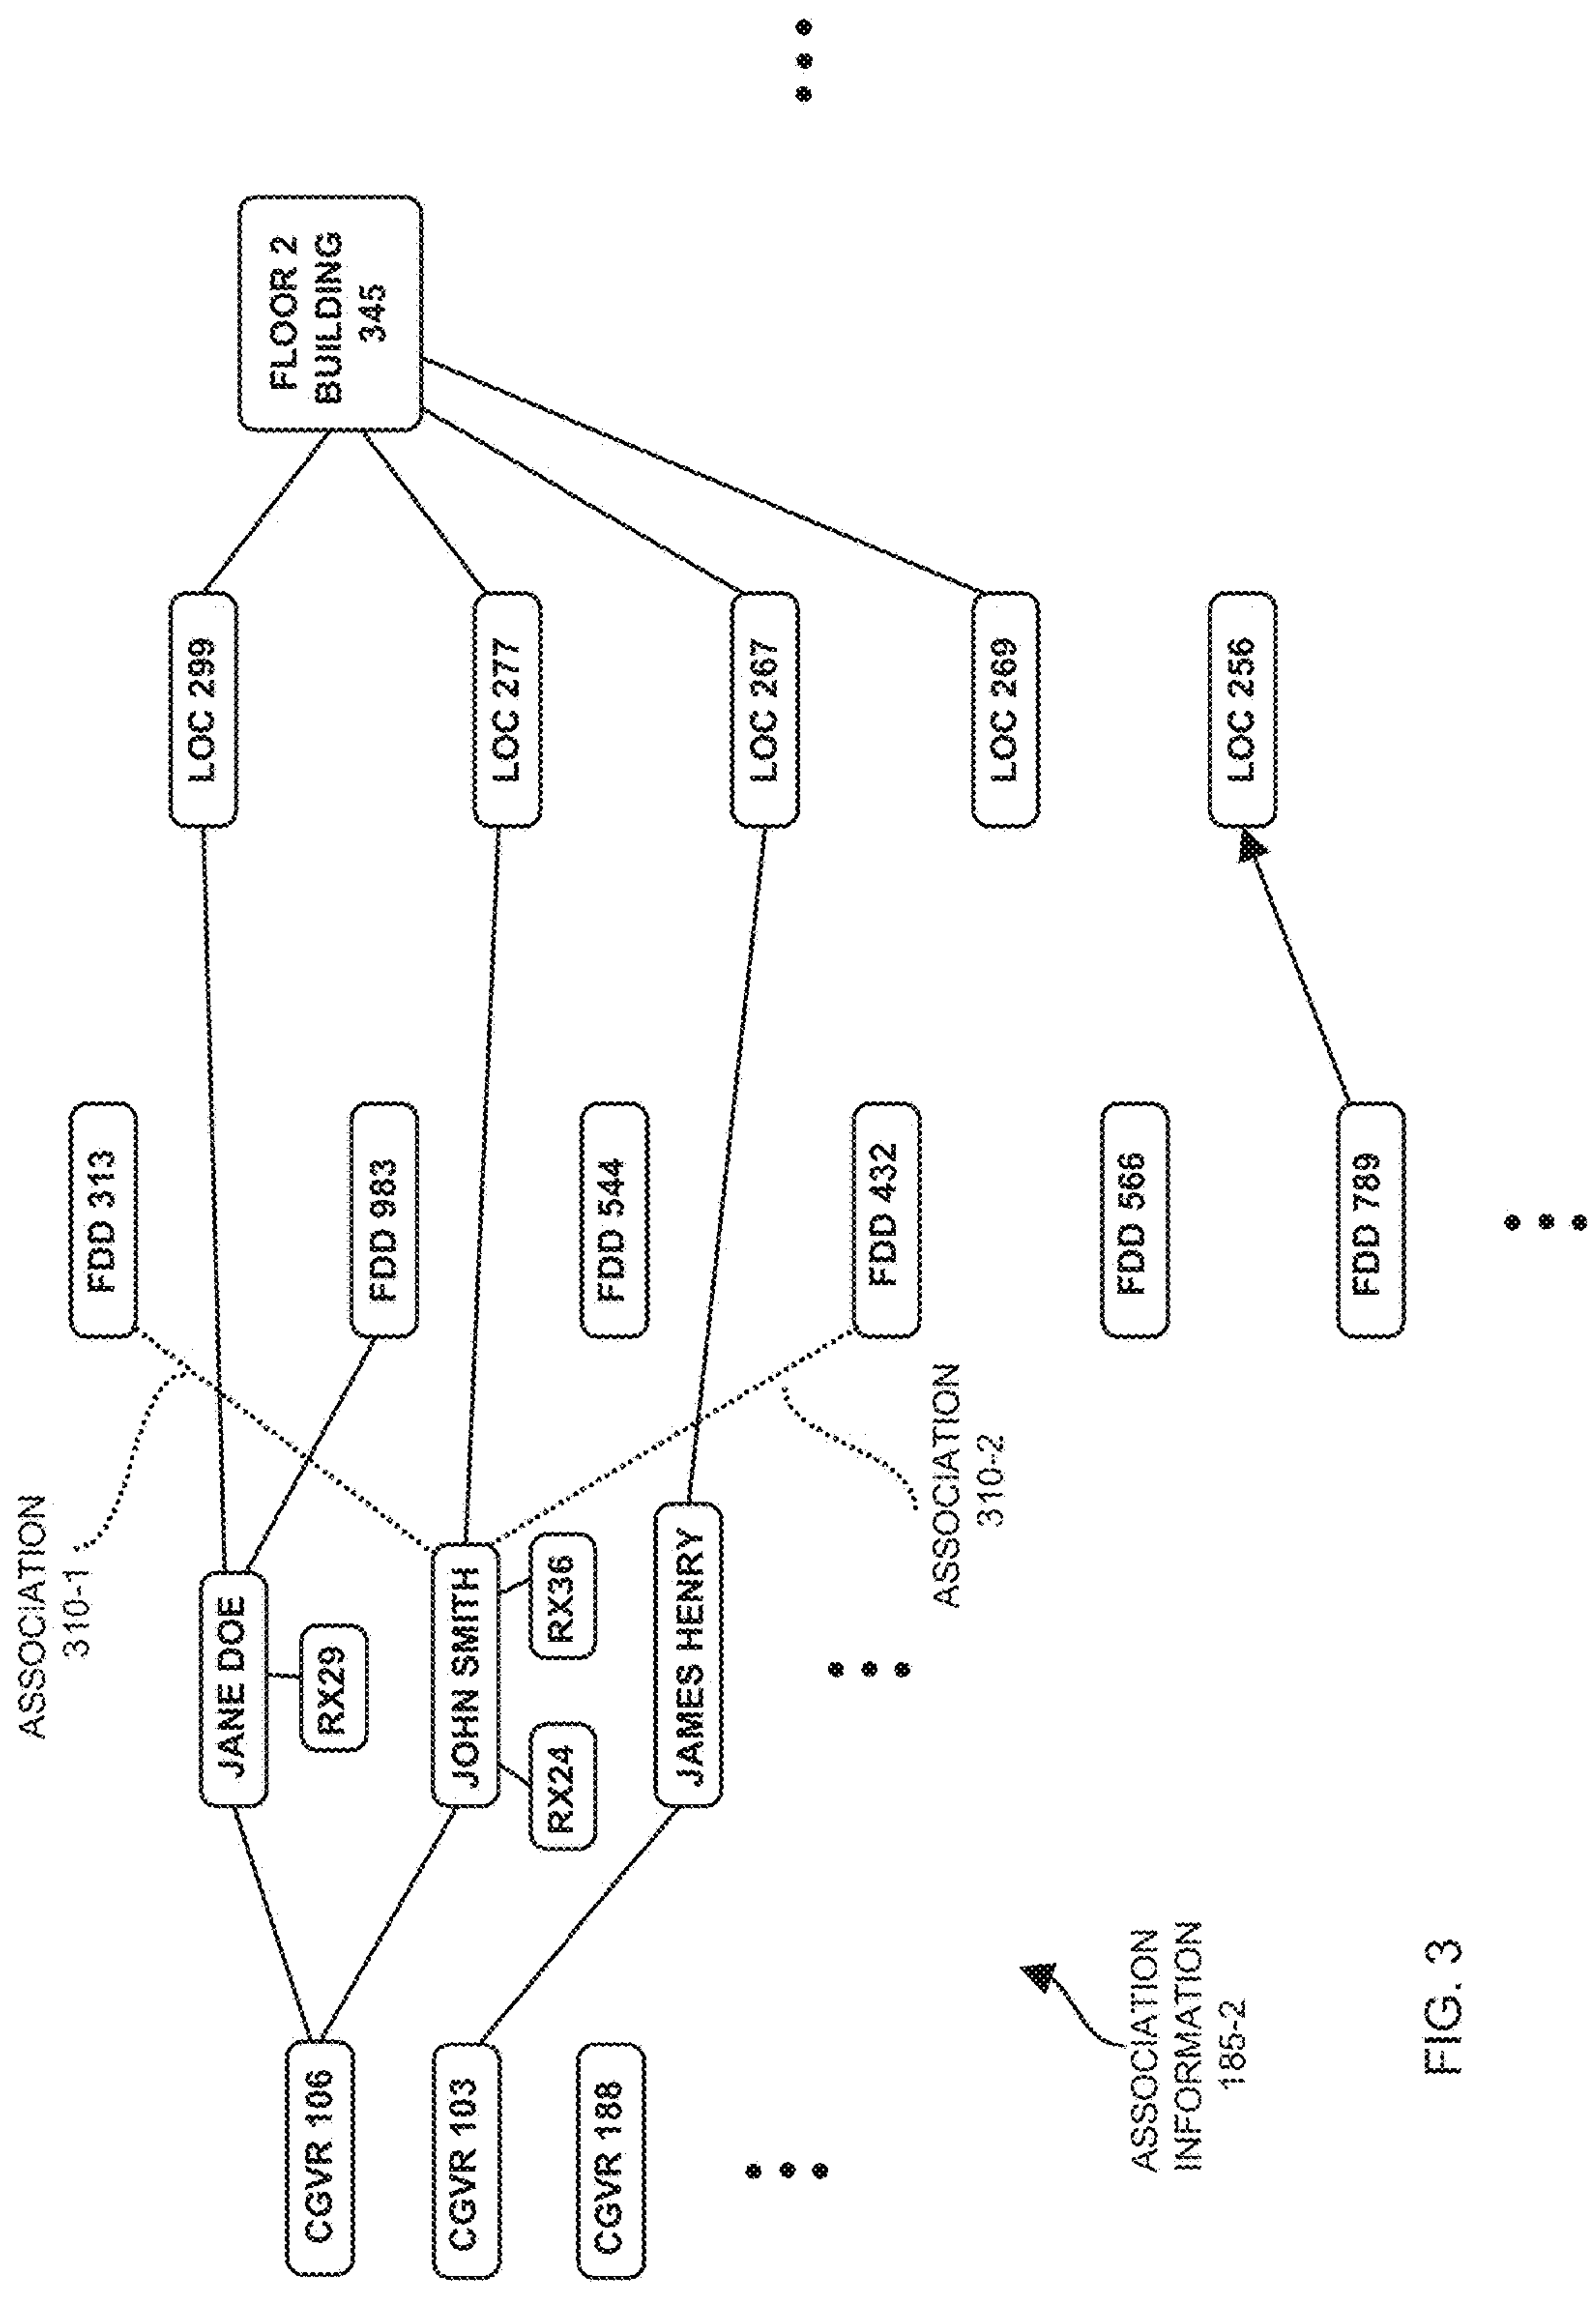 ASSOCIATION
310-1
FDD 313
JANE DOE
RX29
LOC 299
FLOOR 2
BUILDING
345
CGVR 106
FDD 983
JOHN SMITH
RX24
RX36
LOC 277
CGVR 103
FDD 544
CGVR 188
JAMES HENRY
LOC 267
FDD 432
ASSOCIATION
310-2
LOC 269
FDD 566
ASSOCIATION
INFORMATION
185-2
LOC 256
FDD 789
FIG. 3